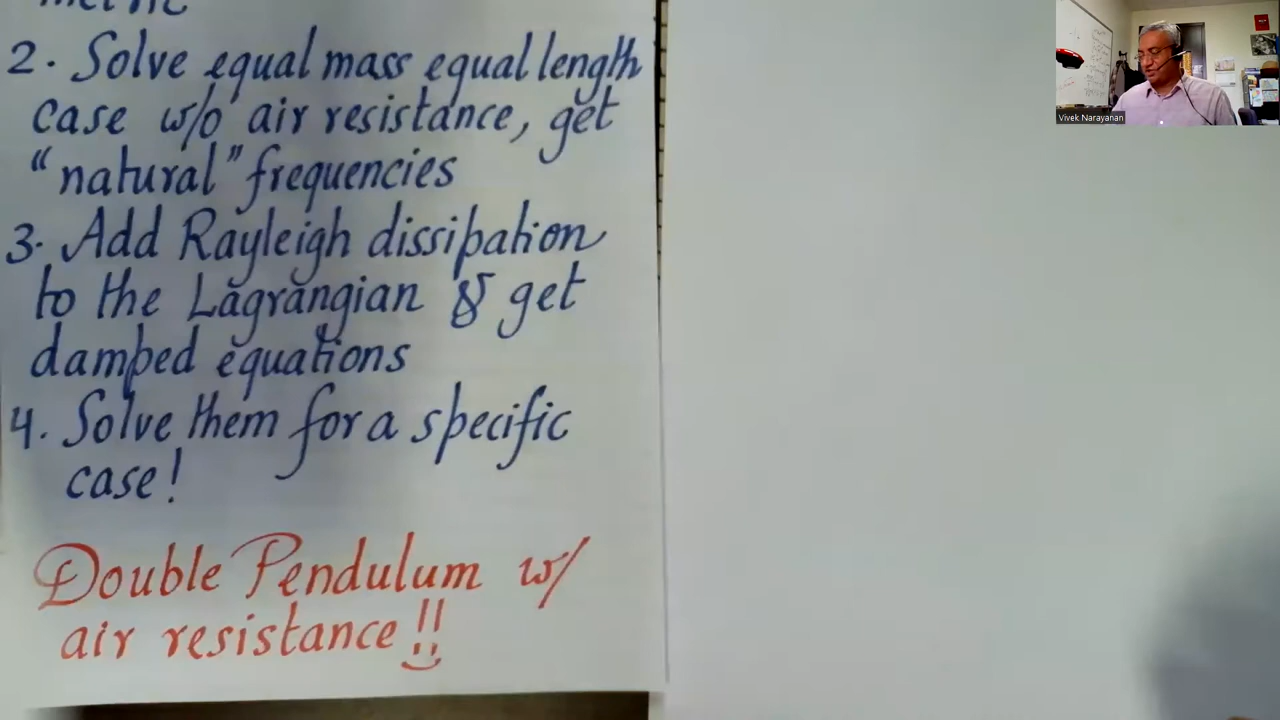 2. Solve equal mass equal length
case w/o air resistance, get
"natural" frequencies
3. Add Rayleigh dissipation
to the Lagrangian & get
damped equations
4. Solve them for a specific
case!
Double Pendulum w/
air resistance!!
Vivek Narayanan